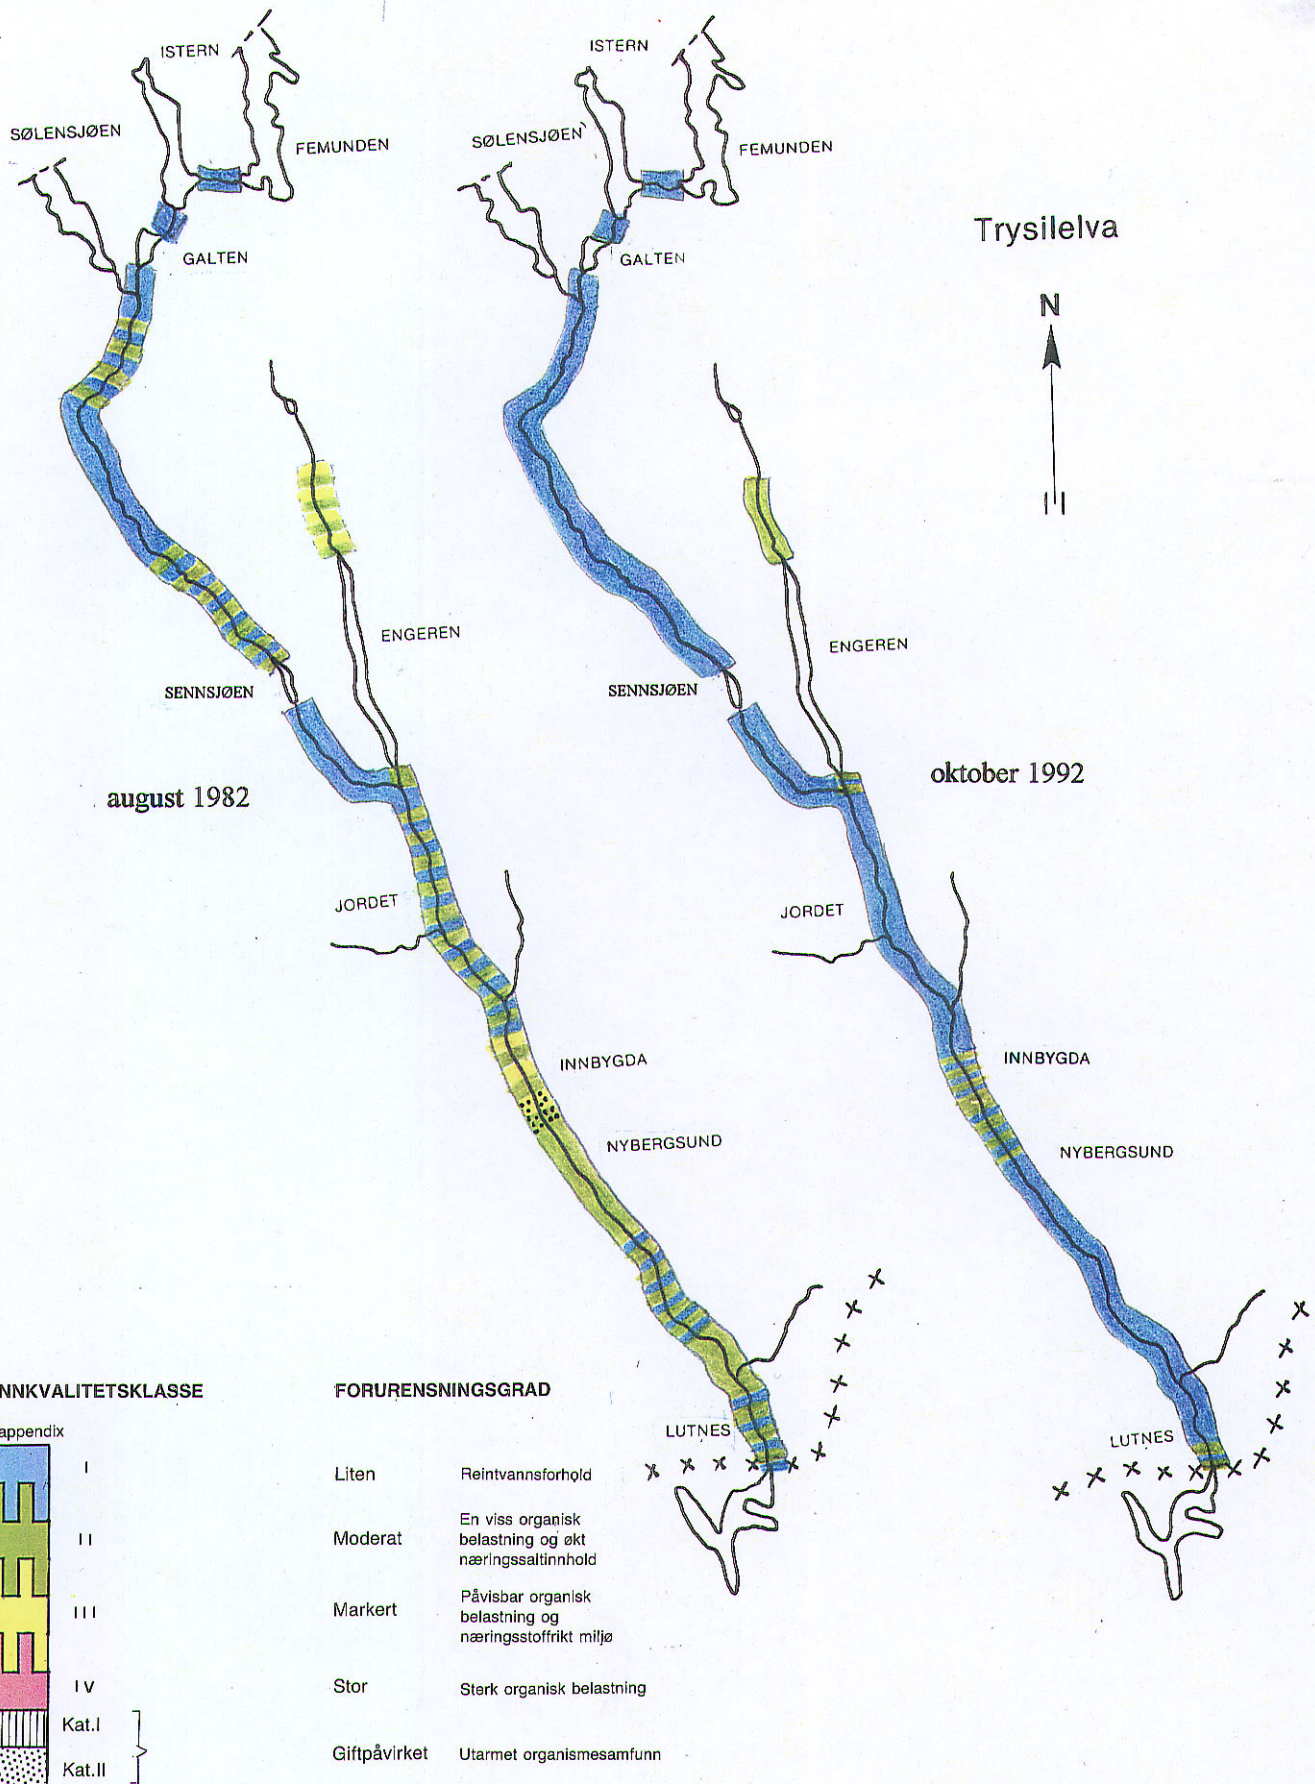 ISTERN
SØLENSJØEN
FEMUNDEN
GALTEN
ENGEREN
SENNSJØEN
august 1982
JORDET
INNBYGDA
NYBERGSUND
LUTNES
ISTERN
SØLENSJØEN
FEMUNDEN
GALTEN
ENGEREN
SENNSJØEN
oktober 1992
JORDET
INNBYGDA
NYBERGSUND
LUTNES
Trysilelva
N
NNKVALITETSKLASSE
appendix
I
II
III
IV
Kat.I
Kat.II
FORURENSNINGSGRAD
Liten Reintvannsforhold
Moderat
En viss organisk
belastning og økt
næringssaltinnhold
Markert
Påvisbar organisk
belastning og
næringsstoffrikt miljø
Stor Sterk organisk belastning
Giftpåvirket Utarmet organismesamfunn